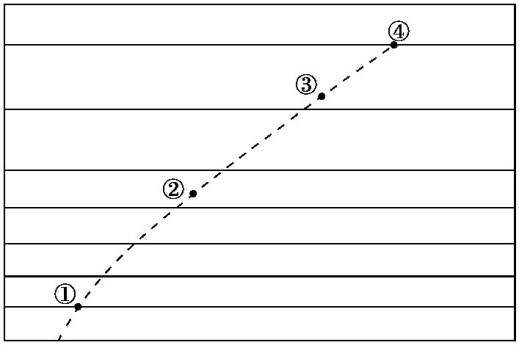 ④
③
②
①